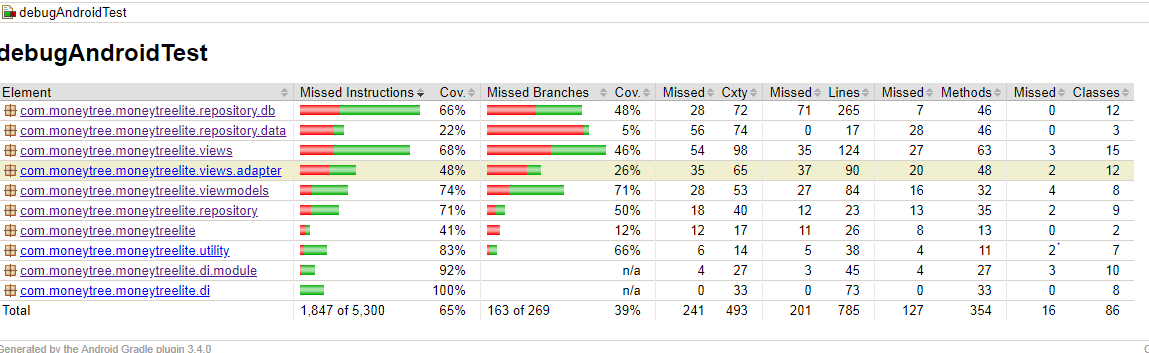 debugAndroidTest
debugAndroidTest
Element Missed Instructions Cov. Missed Branches Cov. Missed Cxty Missed Lines Missed Methods Missed Classes
com.moneytree.moneytreelite.repository.db 66% 48% 28 72 71 265 7 46 0 12
com.moneytree.moneytreelite.repository.data 22% 5% 56 74 0 17 28 46 0 3
com.moneytree.moneytreelite.views 68% 46% 54 98 35 124 27 63 3 15
com.moneytree.moneytreelite.views.adapter 48% 26% 35 65 37 90 20 48 2 12
com.moneytree.moneytreelite.viewmodels 74% 71% 28 53 27 84 16 32 4 8
com.moneytree.moneytreelite.repository 71% 50% 18 40 12 23 13 35 2 9
com.moneytree.moneytreelite 41% 12% 12 17 11 26 8 13 0 2
com.moneytree.moneytreelite.utility 83% 66% 6 14 5 38 4 11 2 7
com.moneytree.moneytreelite.di.module 92% n/a 4 27 3 45 4 27 3 10
com.moneytree.moneytreelite.di 100% n/a 0 33 0 73 0 33 0 8
Total 1,847 of 5,300 65% 163 of 269 39% 241 493 201 785 127 354 16 86
Generated by the Android Gradle plugin 3.4.0